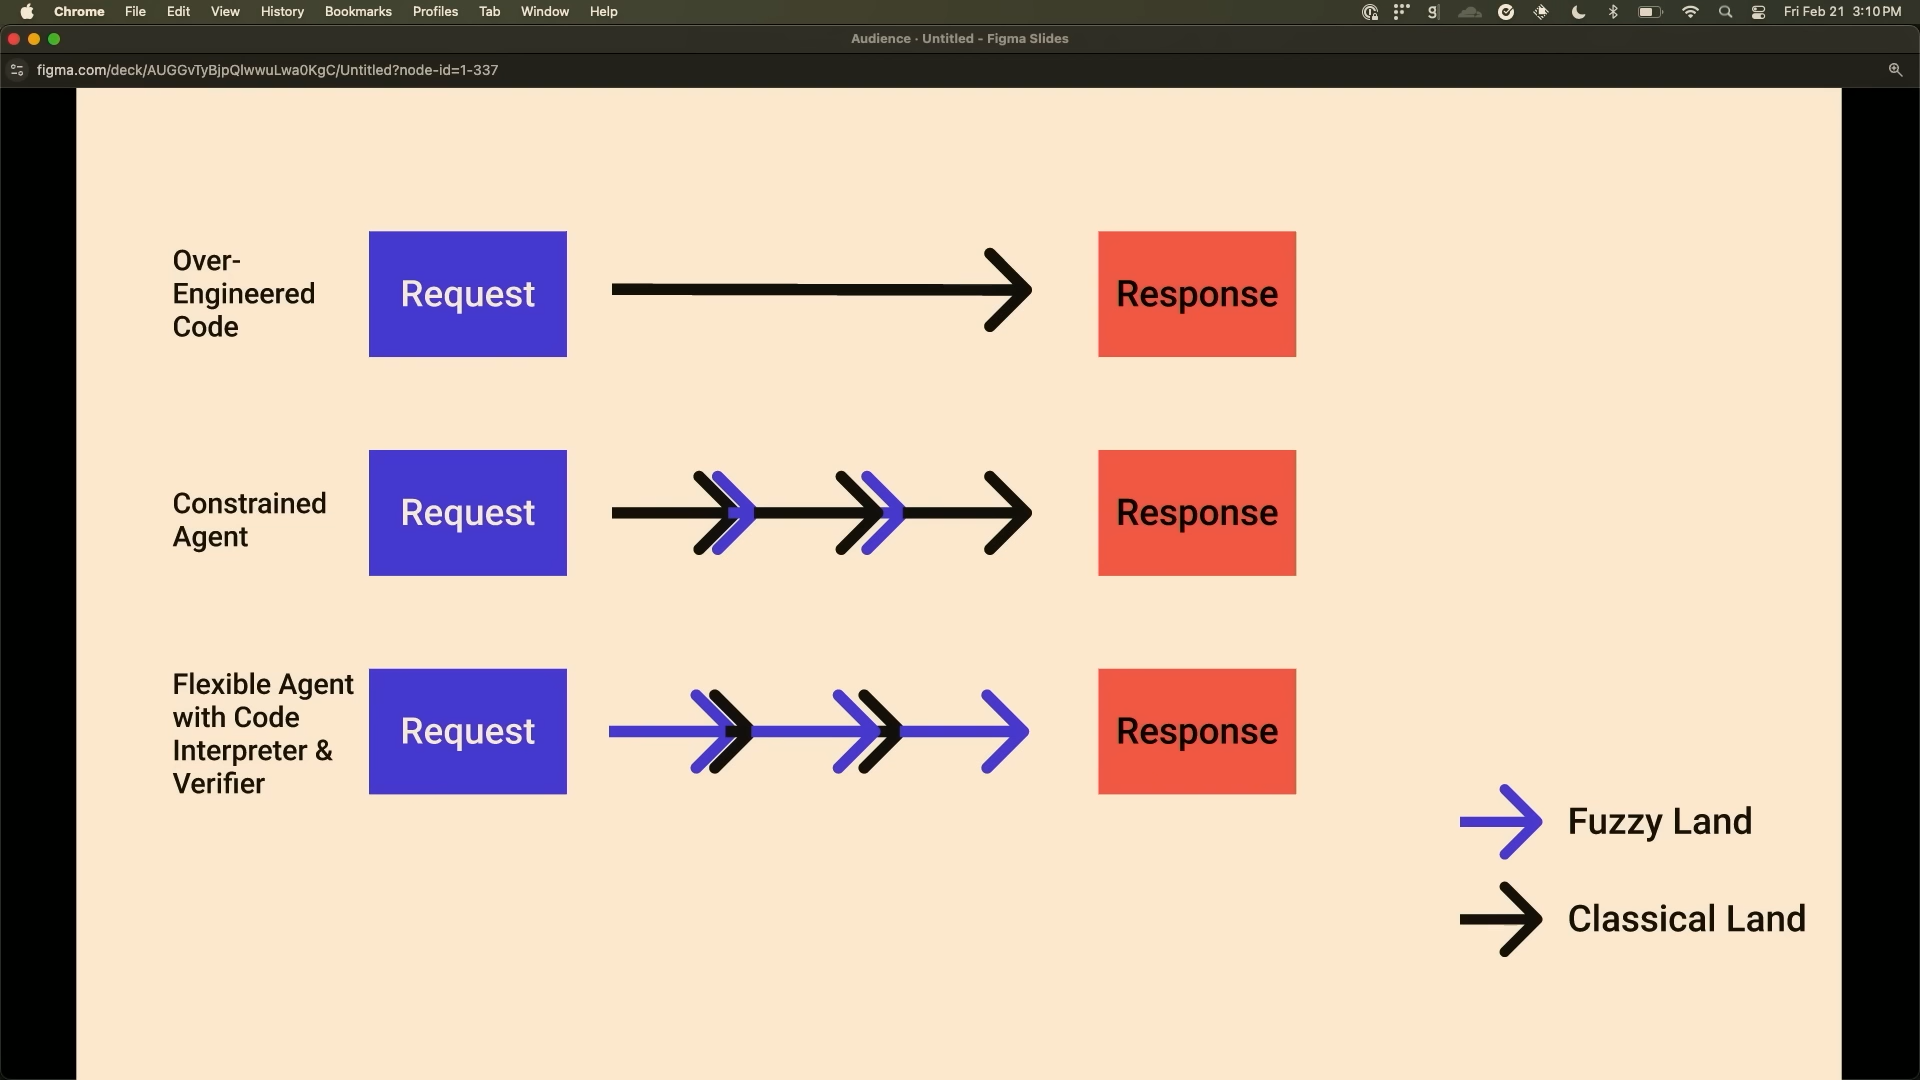 Chrome File Edit View History Bookmarks Profiles Tab Window Help Fri Feb 21 3:10 PM
Audience · Untitled - Figma Slides
figma.com/deck/AUGGvTyBjpQlwwuLwa0KgC/Untitled?node-id=1-337
Over-
Engineered
Code
Request
Response
Constrained
Agent
Request
Response
Flexible Agent
with Code
Interpreter &
Verifier
Request
Response
Fuzzy Land
Classical Land